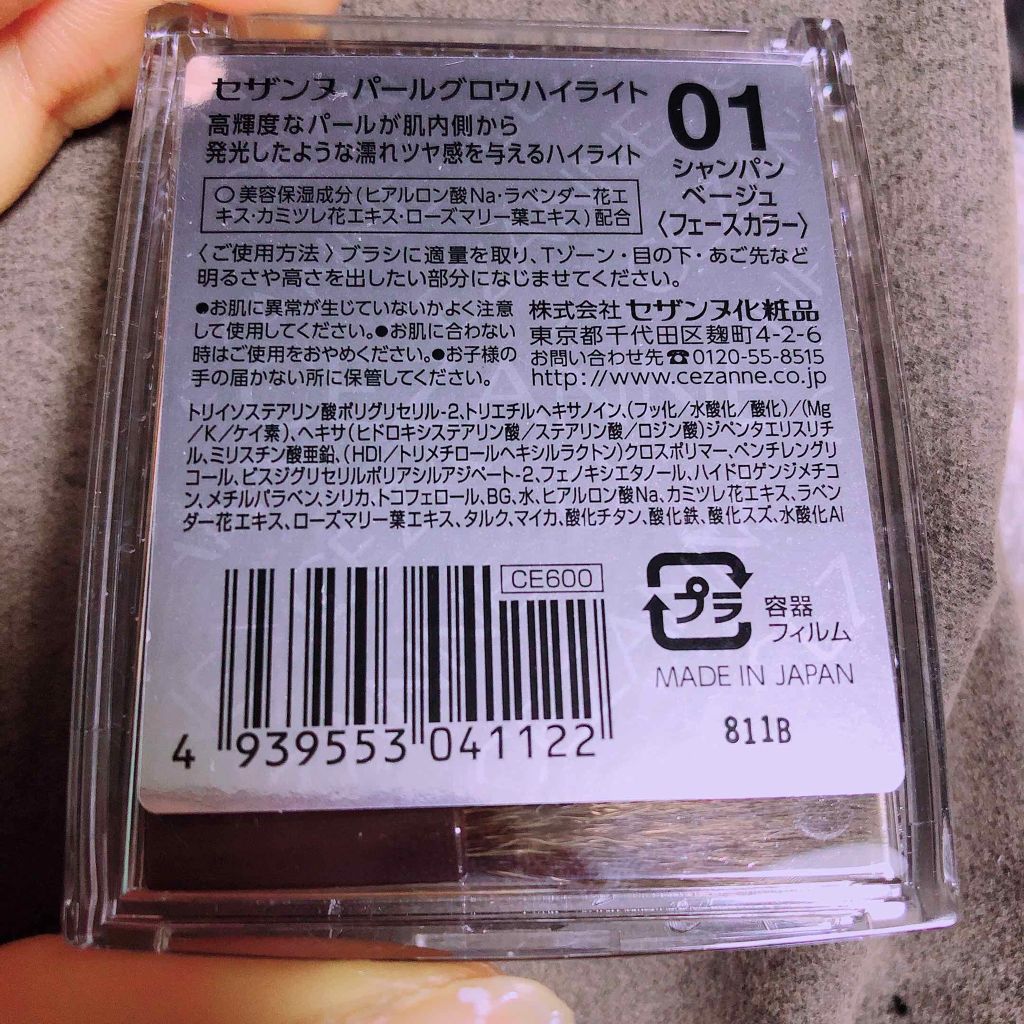 セザンヌ パールグロウハイライト
高輝度なパールが肌内側から
発光したような濡れツヤ感を与えるハイライト
01
シャンパン
ベージュ
〈フェースカラー〉
○美容保湿成分(ヒアルロン酸Na・ラベンダー花エ
キス・カミツレ花エキス・ローズマリー葉エキス)配合
〈ご使用方法〉ブラシに適量を取り、Tゾーン・目の下・あご先など
明るさや高さを出したい部分になじませてください。
●お肌に異常が生じていないかよく注意
して使用してください。●お肌に合わない
時はご使用をおやめください。●お子様の
手の届かない所に保管してください。
株式会社 セザンヌ化粧品
東京都千代田区麹町4-2-6
お問い合わせ先☎0120-55-8515
http://www.cezanne.co.jp
トリイソステアリン酸ポリグリセリル-2、トリエチルヘキサノイン、(フッ化/水酸化/酸化)/(Mg
/K/ケイ素)、ヘキサ(ヒドロキシステアリン酸/ステアリン酸/ロジン酸)ジペンタエリスリチ
ル、ミリスチン酸亜鉛、(HDI/トリメチロールヘキシルラクトン)クロスポリマー、ペンチレングリ
コール、ビスジグリセリルポリアシルアジペート-2、フェノキシエタノール、ハイドロゲンジメチコ
ン、メチルパラベン、シリカ、トコフェロール、BG、水、ヒアルロン酸Na、カミツレ花エキス、ラベン
ダー花エキス、ローズマリー葉エキス、タルク、マイカ、酸化チタン、酸化鉄、酸化スズ、水酸化Al
CE600
4 939553 041122
プラ
容器
フィルム
MADE IN JAPAN
811B